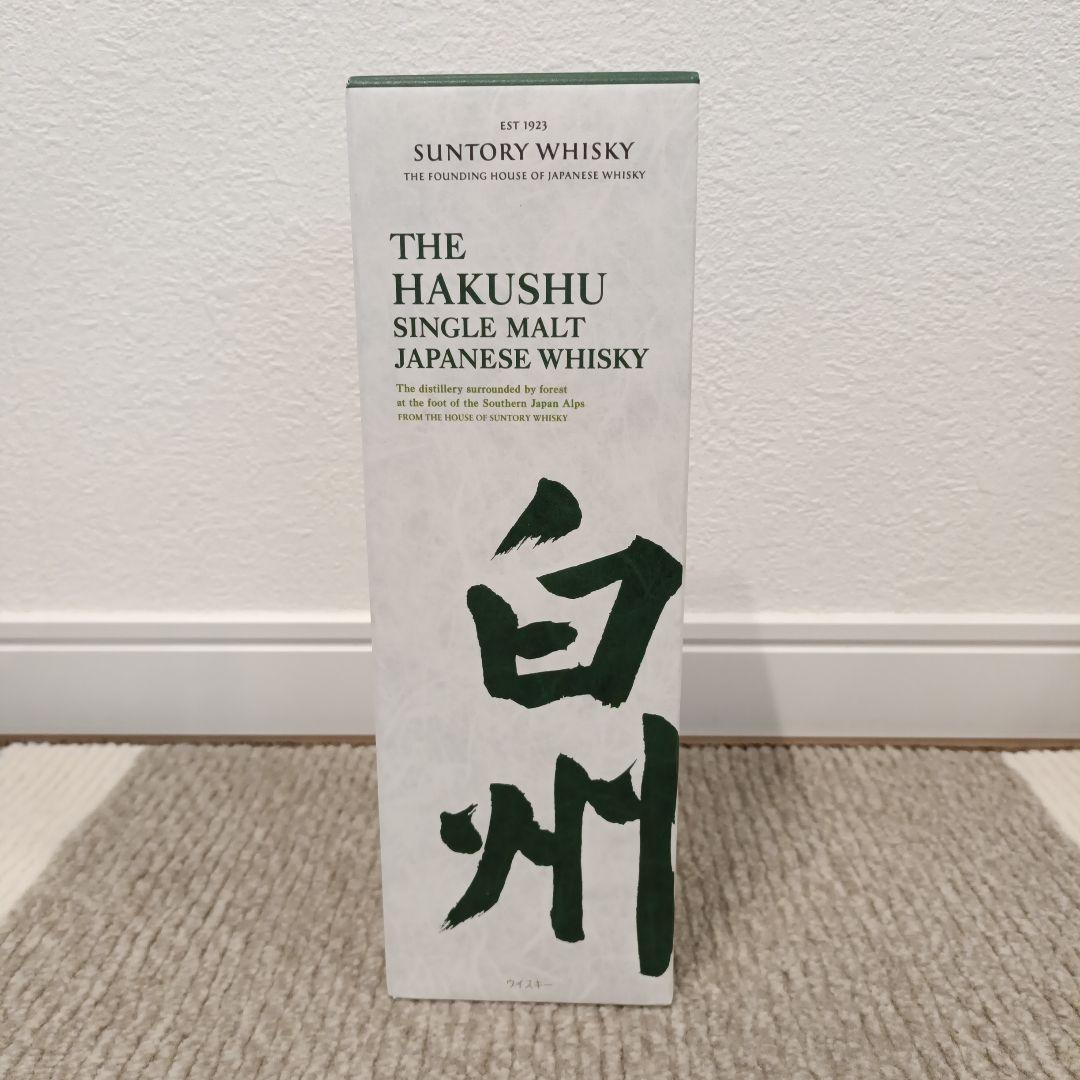 EST 1923
SUNTORY WHISKY
THE FOUNDING HOUSE OF JAPANESE WHISKY
THE
HAKUSHU
SINGLE MALT
JAPANESE WHISKY
The distillery surrounded by forest
at the foot of the Southern Japan Alps
FROM THE HOUSE OF SUNTORY WHISKY
白
州
ウイスキー